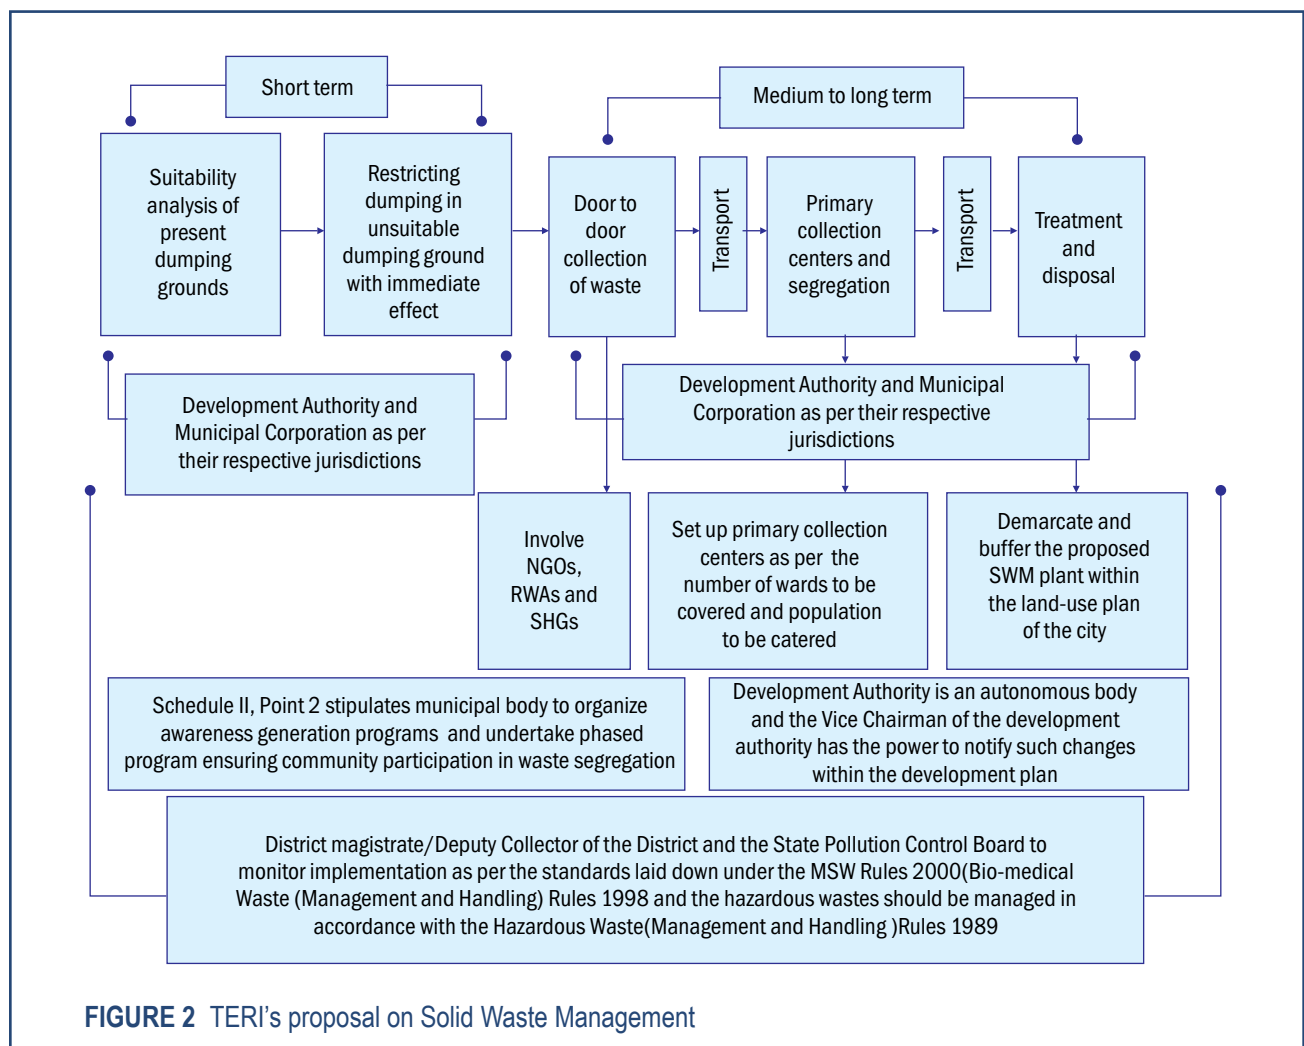 Short term
Medium to long term
Suitability
analysis of
present
dumping
grounds
Restricting
dumping in
unsuitable
dumping ground
with immediate
effect
Door to
door
collection
of waste
Transport
Primary
collection
centers and
segregation
Transport
Treatment
and
disposal
Development Authority and
Municipal Corporation as per
their respective jurisdictions
Development Authority and Municipal
Corporation as per their respective
jurisdictions
Involve
NGOs,
RWAs and
SHGs
Set up primary collection
centers as per the
number of wards to be
covered and population
to be catered
Demarcate and
buffer the proposed
SWM plant within
the land-use plan
of the city
Schedule II, Point 2 stipulates municipal body to organize
awareness generation programs and undertake phased
program ensuring community participation in waste segregation
Development Authority is an autonomous body
and the Vice Chairman of the development
authority has the power to notify such changes
within the development plan
District magistrate/Deputy Collector of the District and the State Pollution Control Board to
monitor implementation as per the standards laid down under the MSW Rules 2000(Bio-medical
Waste (Management and Handling) Rules 1998 and the hazardous wastes should be managed in
accordance with the Hazardous Waste(Management and Handling )Rules 1989
FIGURE 2 TERI's proposal on Solid Waste Management